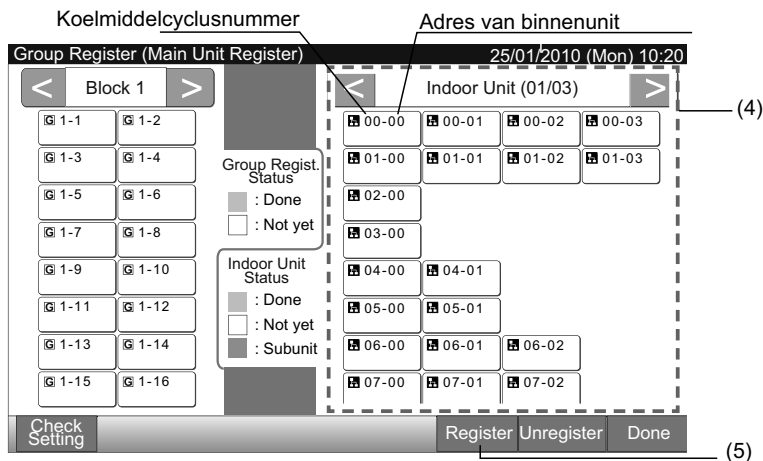 Koelmiddelcyclusnummer
Adres van binnenunit
Group Register (Main Unit Register)
25/01/2010 (Mon) 10:20
< Block 1 >
< Indoor Unit (01/03) >
(4)
G 1-1 G 1-2
G 1-3 G 1-4
G 1-5 G 1-6
G 1-7 G 1-8
G 1-9 G 1-10
G 1-11 G 1-12
G 1-13 G 1-14
G 1-15 G 1-16
Group Regist.
Status
: Done
: Not yet
Indoor Unit
Status
: Done
: Not yet
: Subunit
00-00 00-01 00-02 00-03
01-00 01-01 01-02 01-03
02-00
03-00
04-00 04-01
05-00 05-01
06-00 06-01 06-02
07-00 07-01 07-02
Check
Setting
Register Unregister Done
(5)